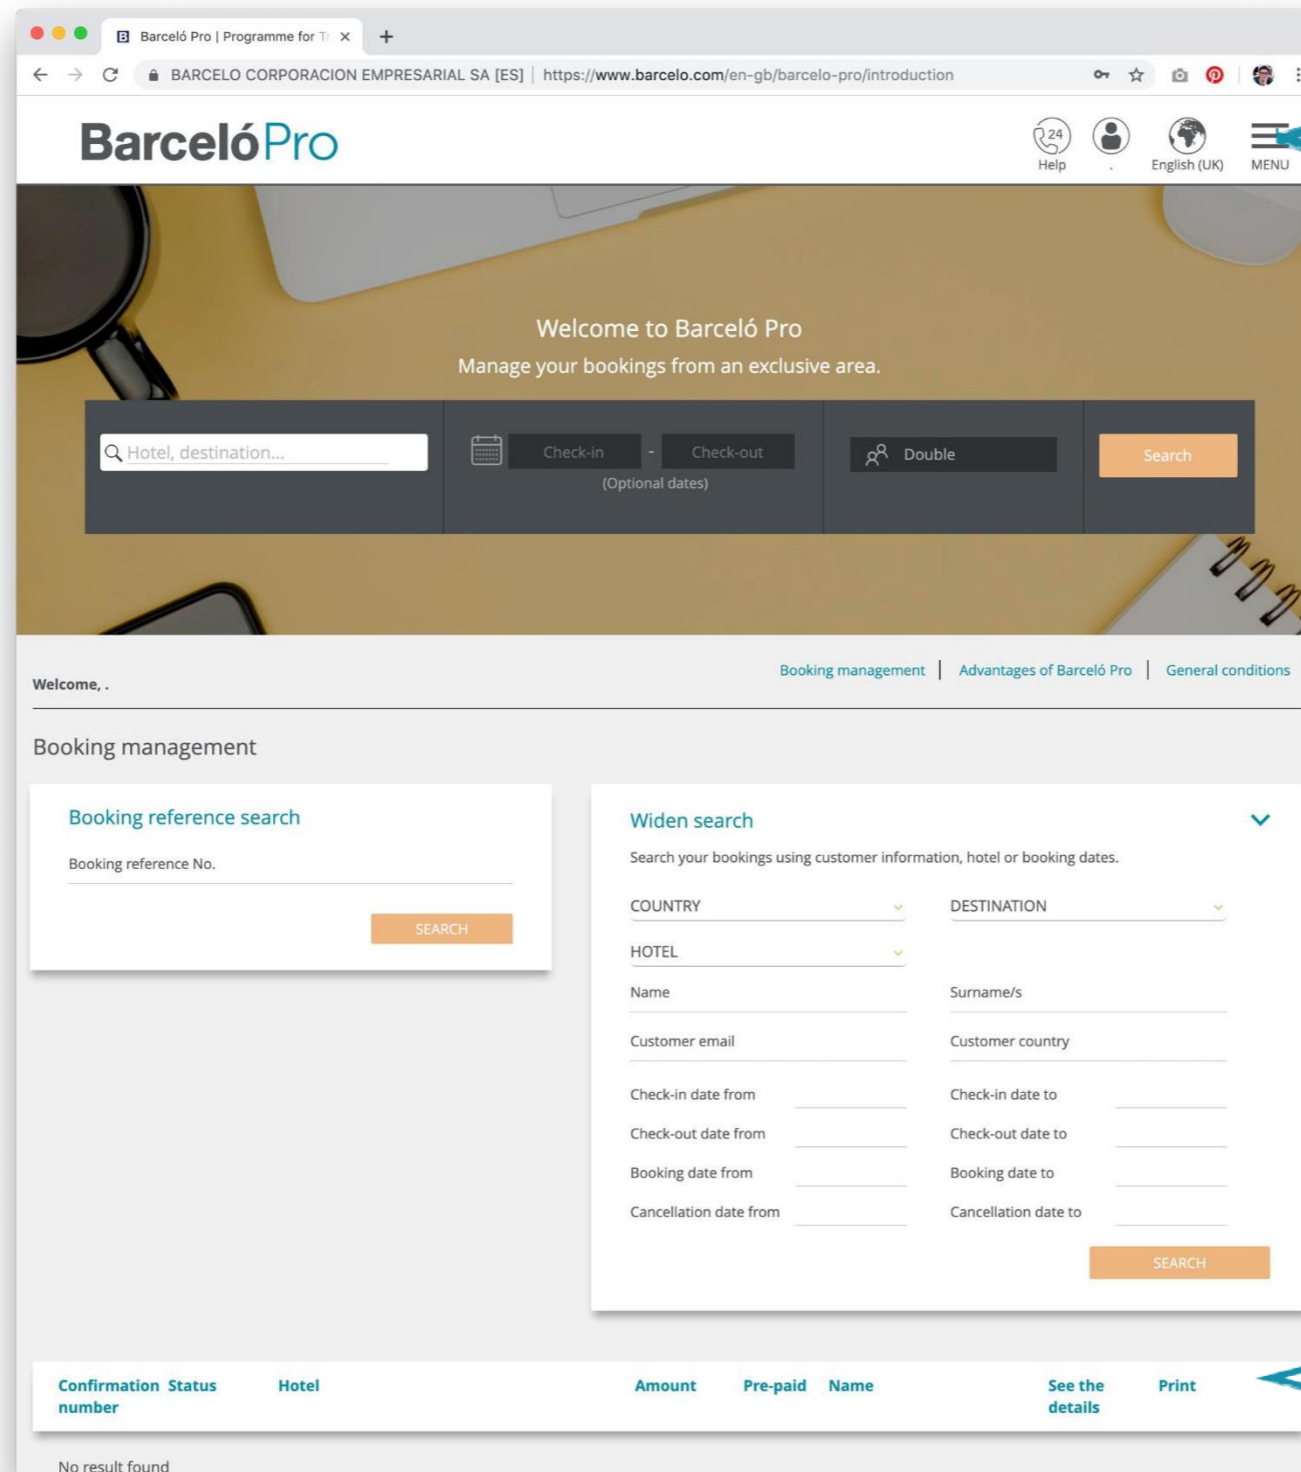 Barceló Pro | Programme for T
BARCELO CORPORACION EMPRESARIAL SA [ES] | https://www.barcelo.com/en-gb/barcelo-pro/introduction
BarcelóPro
24
Help . English (UK) MENU
Welcome to Barceló Pro
Manage your bookings from an exclusive area.
Hotel, destination... Check-in - Check-out Double Search
(Optional dates)
Booking management | Advantages of Barceló Pro | General conditions
Welcome, .
Booking management
Booking reference search
Booking reference No.
SEARCH
Widen search
Search your bookings using customer information, hotel or booking dates.
COUNTRY DESTINATION
HOTEL
Name Surname/s
Customer email Customer country
Check-in date from Check-in date to
Check-out date from Check-out date to
Booking date from Booking date to
Cancellation date from Cancellation date to
SEARCH
Confirmation number Status Hotel Amount Pre-paid Name See the details Print
No result found